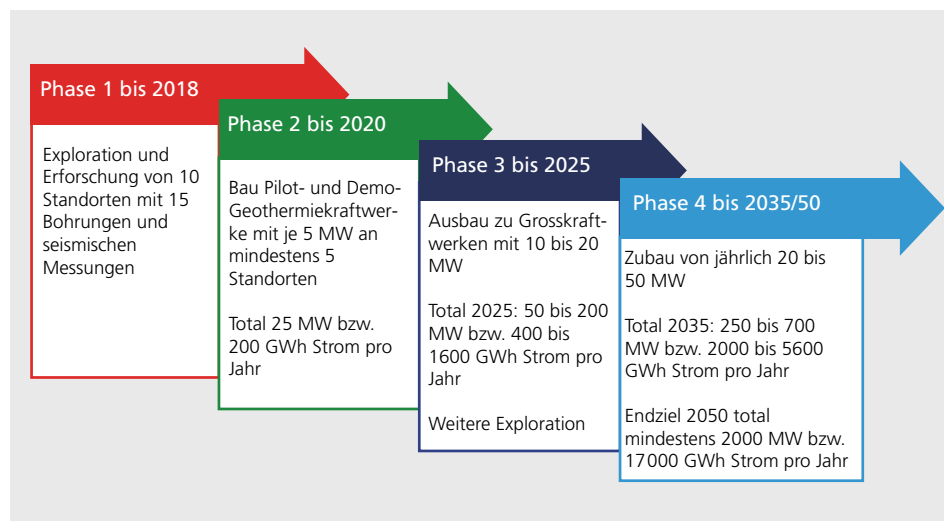 Phase 1 bis 2018
Exploration und
Erforschung von 10
Standorten mit 15
Bohrungen und
seismischen
Messungen
Phase 2 bis 2020
Bau Pilot- und Demo-
Geothermiekraftwer-
ke mit je 5 MW an
mindestens 5
Standorten
Total 25 MW bzw.
200 GWh Strom pro
Jahr
Phase 3 bis 2025
Ausbau zu Grosskraft-
werken mit 10 bis 20
MW
Total 2025: 50 bis 200
MW bzw. 400 bis
1600 GWh Strom pro
Jahr
Weitere Exploration
Phase 4 bis 2035/50
Zubau von jährlich 20 bis
50 MW
Total 2035: 250 bis 700
MW bzw. 2000 bis 5600
GWh Strom pro Jahr
Endziel 2050 total
mindestens 2000 MW bzw.
17 000 GWh Strom pro Jahr